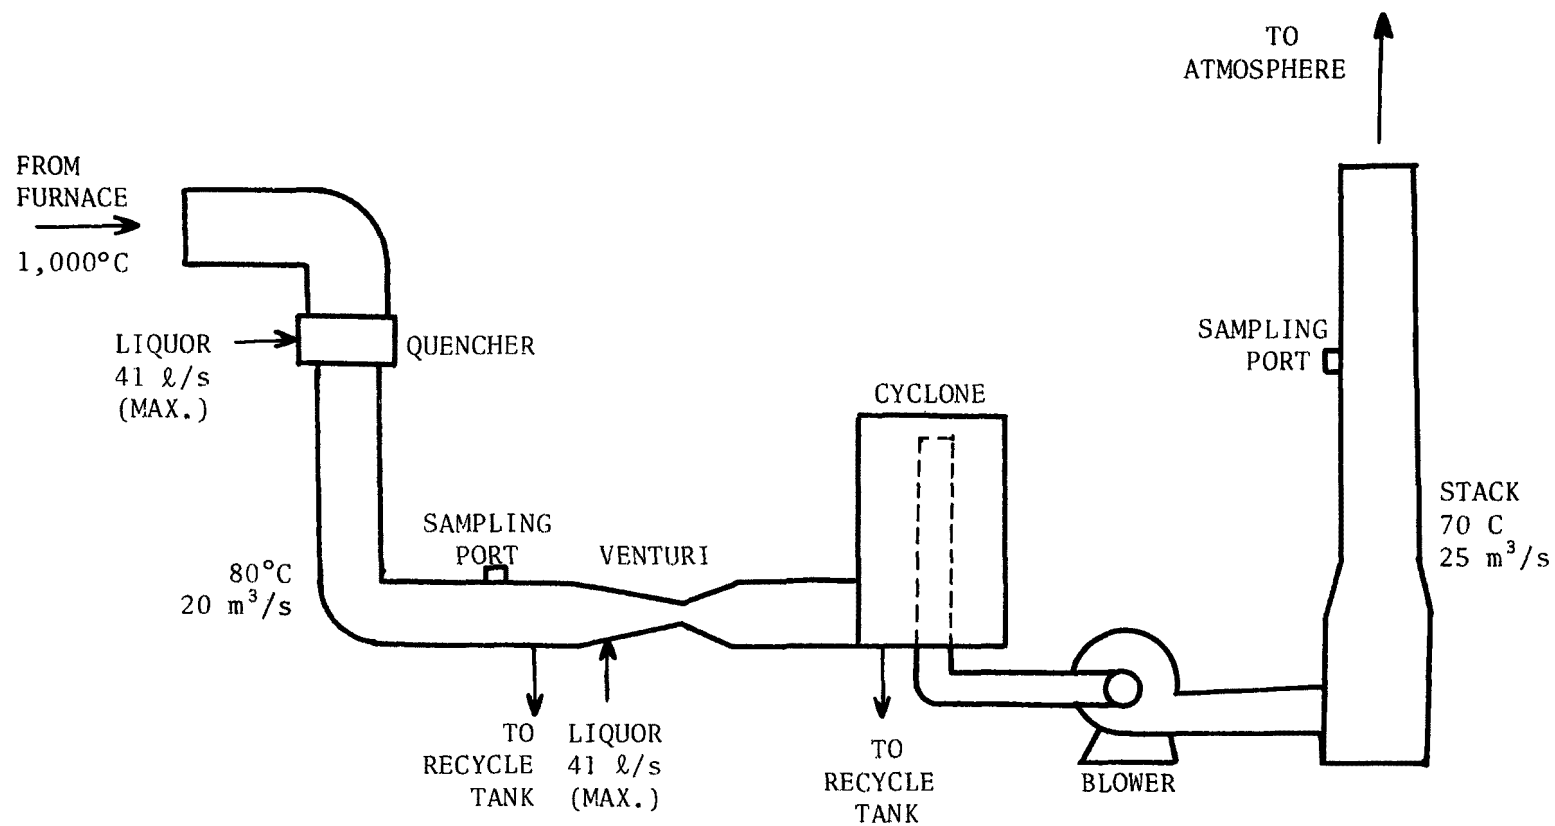 TO
ATMOSPHERE
FROM
FURNACE
1,000°C
LIQUOR
41 ℓ/s
(MAX.)
QUENCHER
SAMPLING
PORT
CYCLONE
SAMPLING
PORT
VENTURI
80°C
20 m³/s
STACK
70 C
25 m³/s
TO
RECYCLE
TANK
LIQUOR
41 ℓ/s
(MAX.)
TO
RECYCLE
TANK
BLOWER